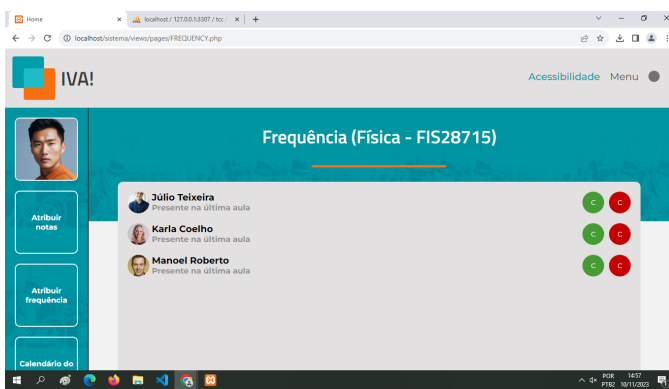 Home
localhost / 127.0.0.1:3307 / tcc /
localhost/sistema/views/pages/FREQUENCY.php
IVA!
Acessibilidade Menu
Frequência (Física - FIS28715)
Atribuir
notas
Atribuir
frequência
Calendário do
Júlio Teixeira
Presente na última aula
C C
Karla Coelho
Presente na última aula
C C
Manoel Roberto
Presente na última aula
C C
POR 14:57
PTB2 10/11/2023